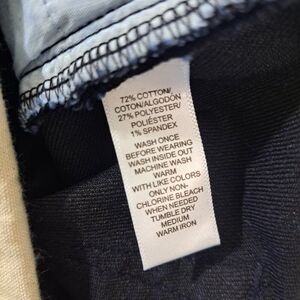 72% COTTON/
COTON/ALGODON
27% POLYESTER/
POLIÉSTER
1% SPANDEX
WASH ONCE
BEFORE WEARING
WASH INSIDE OUT
MACHINE WASH
WARM
WITH LIKE COLORS
ONLY NON-
CHLORINE BLEACH
WHEN NEEDED
TUMBLE DRY
MEDIUM
WARM IRON